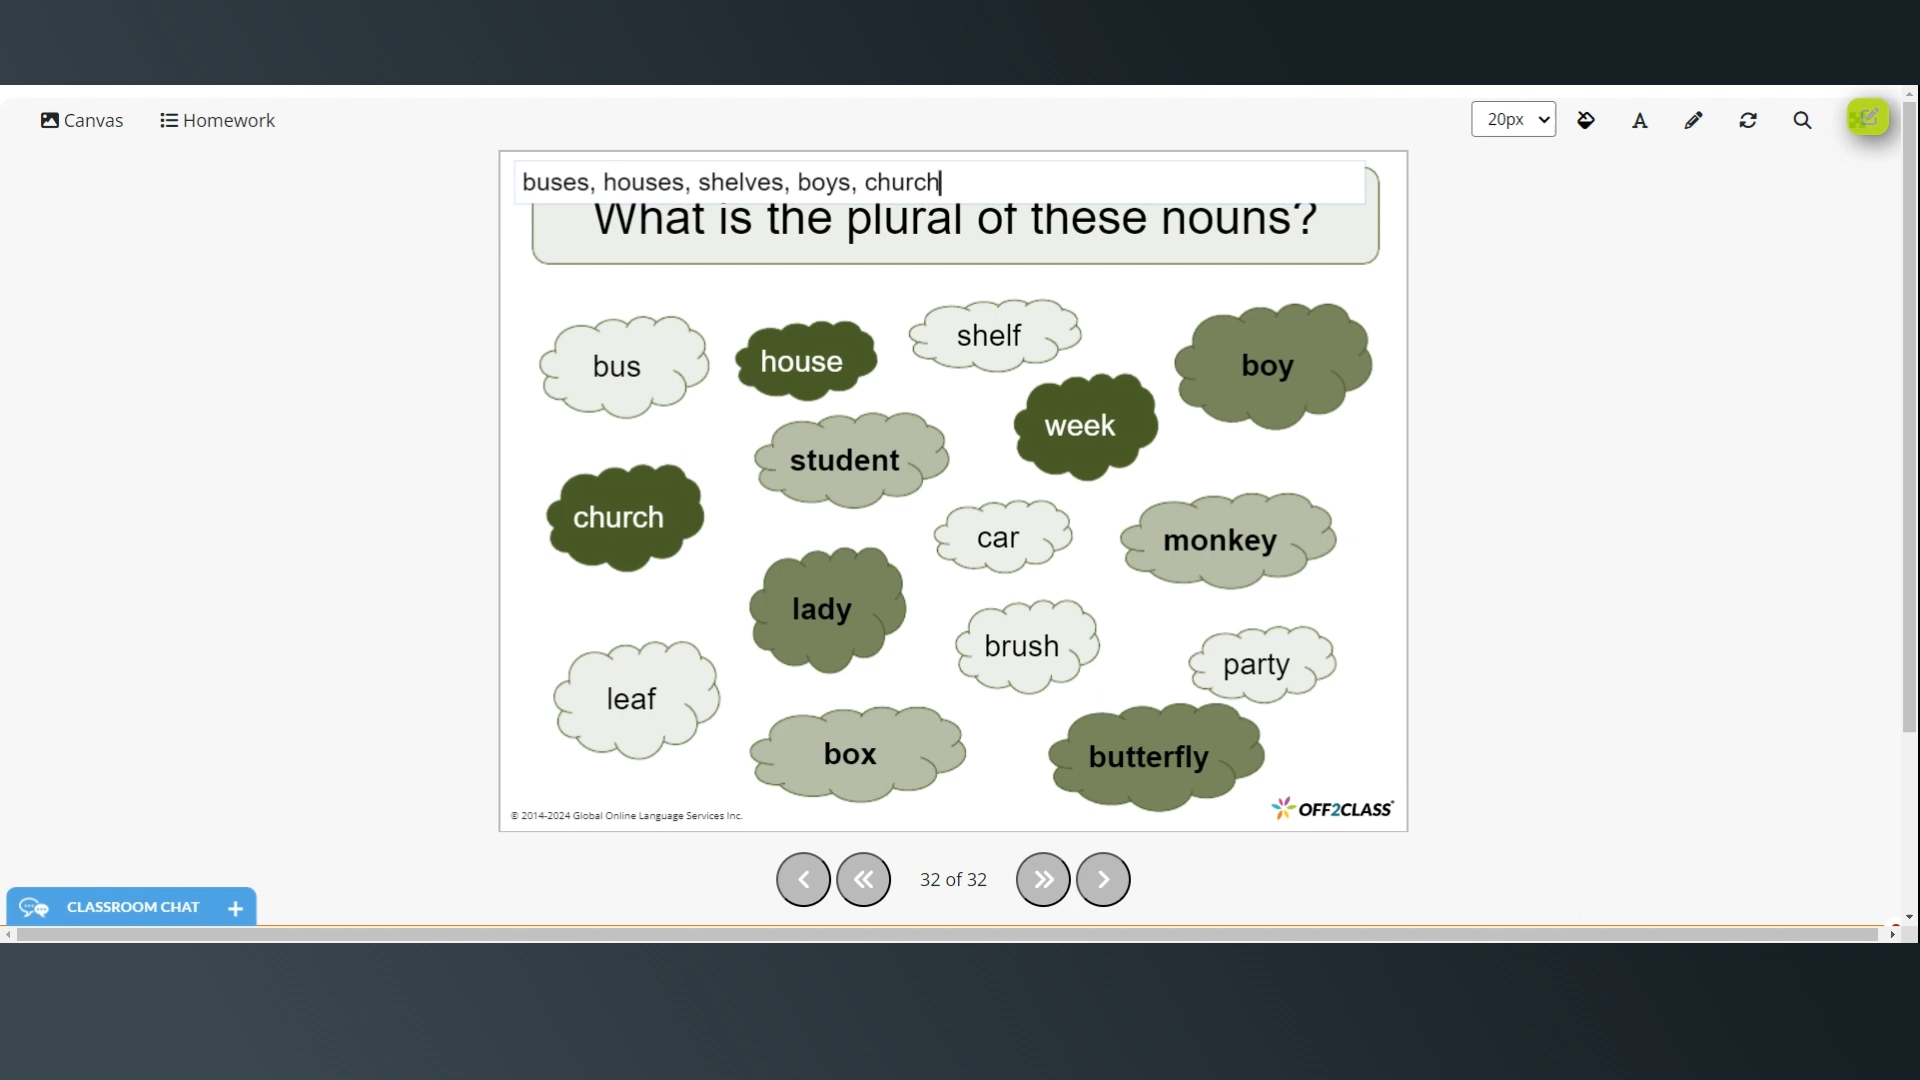 Canvas
Homework
20px
buses, houses, shelves, boys, church
What is the plural of these nouns?
bus
house
shelf
boy
student
week
church
car
monkey
lady
brush
party
leaf
box
butterfly
© 2014-2024 Global Online Language Services Inc.
OFF2CLASS
32 of 32
CLASSROOM CHAT +